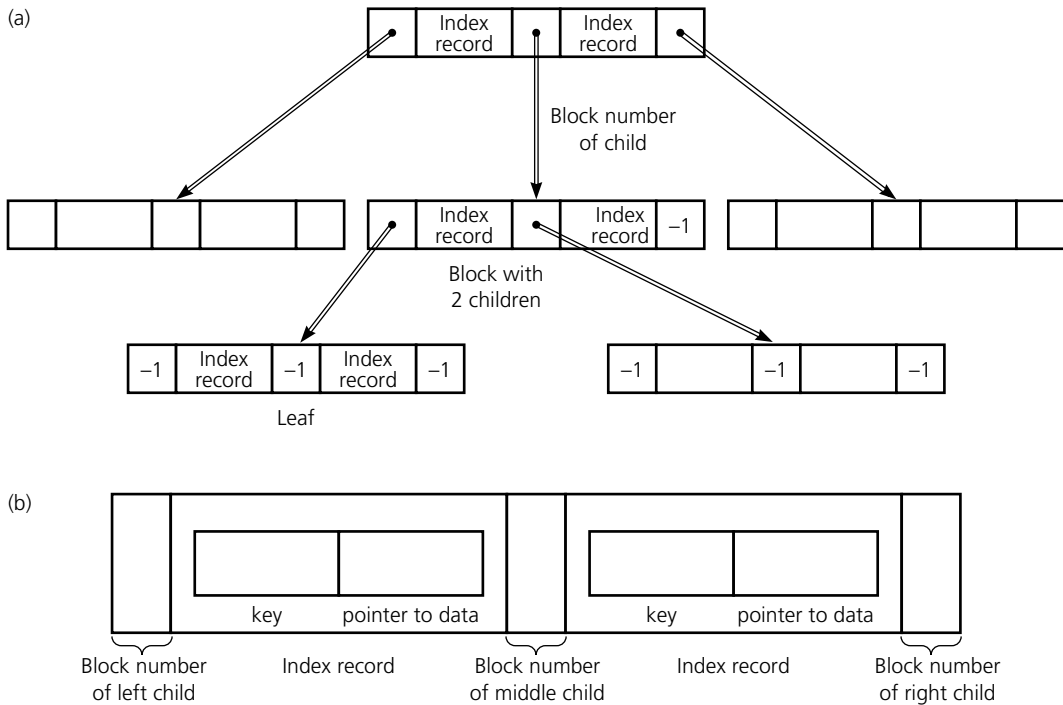 (a)
Index
record
Index
record
Block number
of child
Index
record
Index
record
–1
Block with
2 children
–1
Index
record
–1
Index
record
–1
–1
–1
–1
Leaf
(b)
key
pointer to data
key
pointer to data
Block number
of left child
Index record
Block number
of middle child
Index record
Block number
of right child